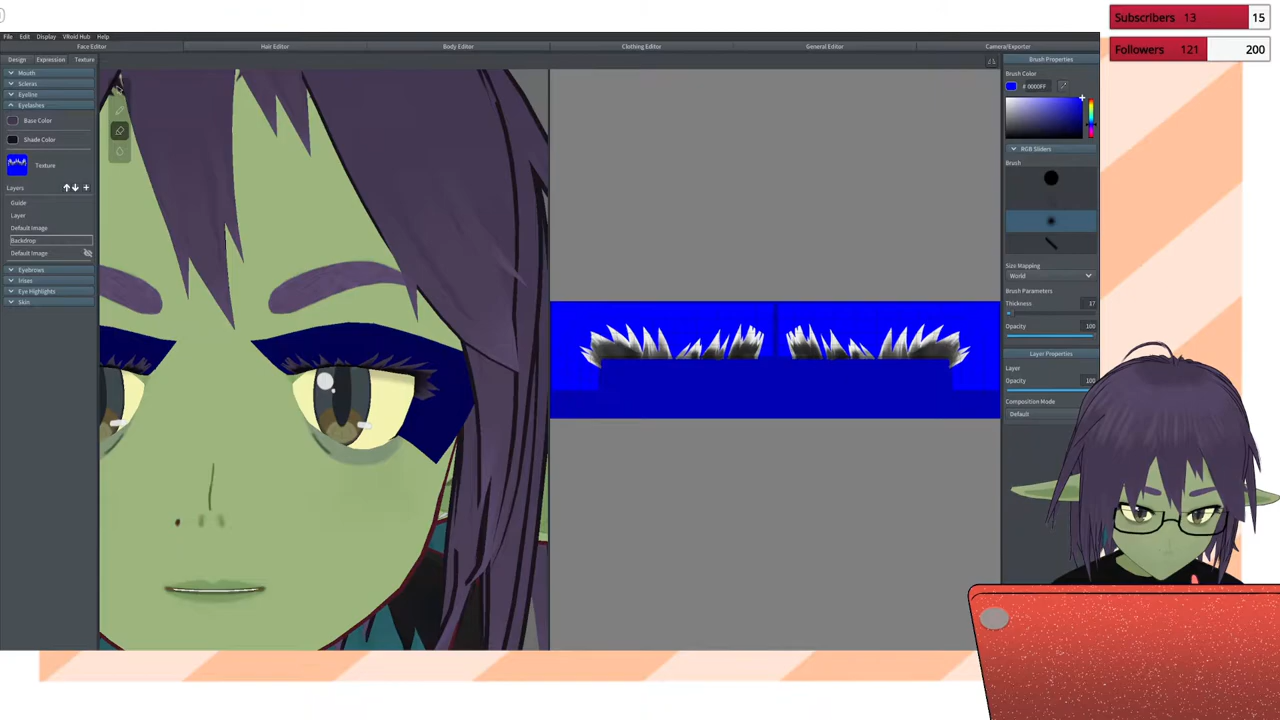 Subscribers 13 15
Followers 121 200
File Edit Display VRoid Hub Help
Face Editor Hair Editor Body Editor Clothing Editor General Editor Camera/Exporter
Design Expression Texture
Mouth
Scleras
Eyeline
Eyelashes
Base Color
Shade Color
Texture
Layers
Guide
Layer
Default Image
Backdrop
Default Image
Eyebrows
Irises
Eye Highlights
Skin
Brush Properties
Brush Color
# 0000FF
RGB Sliders
Brush
Size Mapping
World
Brush Parameters
Thickness 17
Opacity 100
Layer Properties
Layer
Opacity 100
Composition Mode
Default